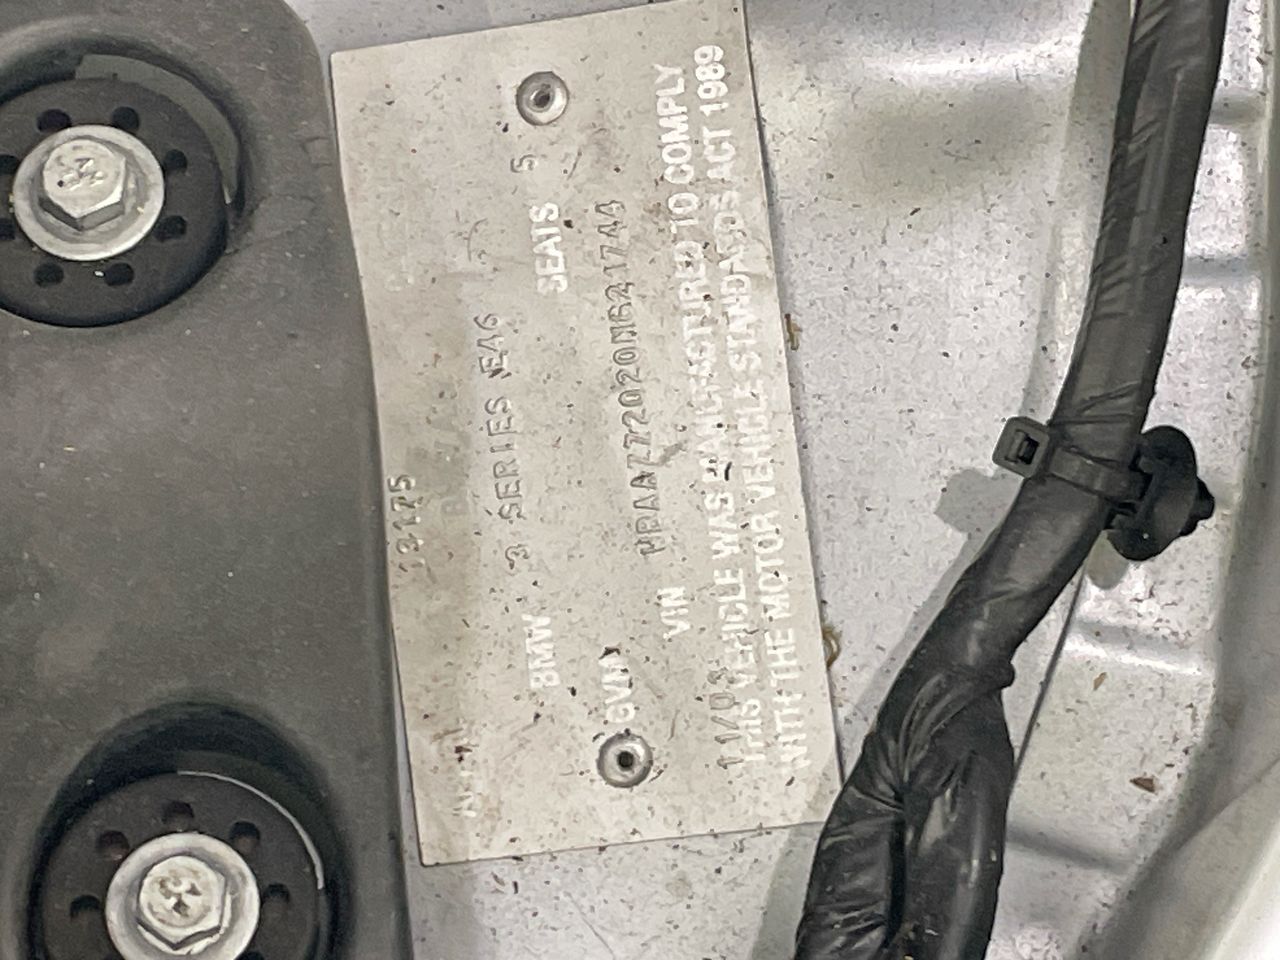 13175
BMW 3 SERIES E46
SEATS 5
GVM
VIN
11/03
THIS VEHICLE WAS MANUFACTURED TO COMPLY
WITH THE MOTOR VEHICLE STANDARDS ACT 1989